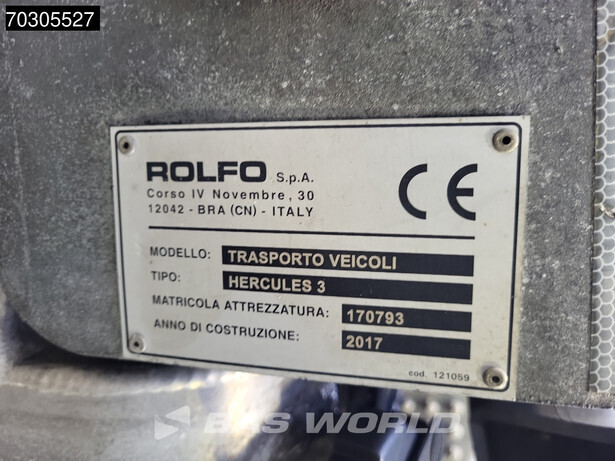 70305527
ROLFO S.p.A.
Corso IV Novembre, 30
12042 - BRA (CN) - ITALY
CE
MODELLO: TRASPORTO VEICOLI
TIPO: HERCULES 3
MATRICOLA ATTREZZATURA: 170793
ANNO DI COSTRUZIONE: 2017
cod. 121059
BAS WORLD